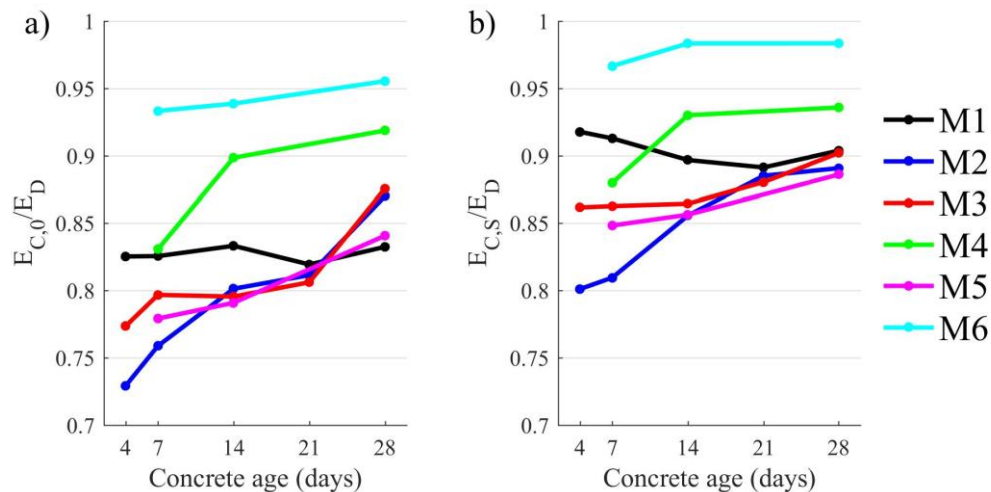 a)
1
0.95
0.9
0.85
0.8
0.75
0.7
E_C,0/E_D
4 7 14 21 28
Concrete age (days)
b)
1
0.95
0.9
0.85
0.8
0.75
0.7
E_C,S/E_D
4 7 14 21 28
Concrete age (days)
M1
M2
M3
M4
M5
M6